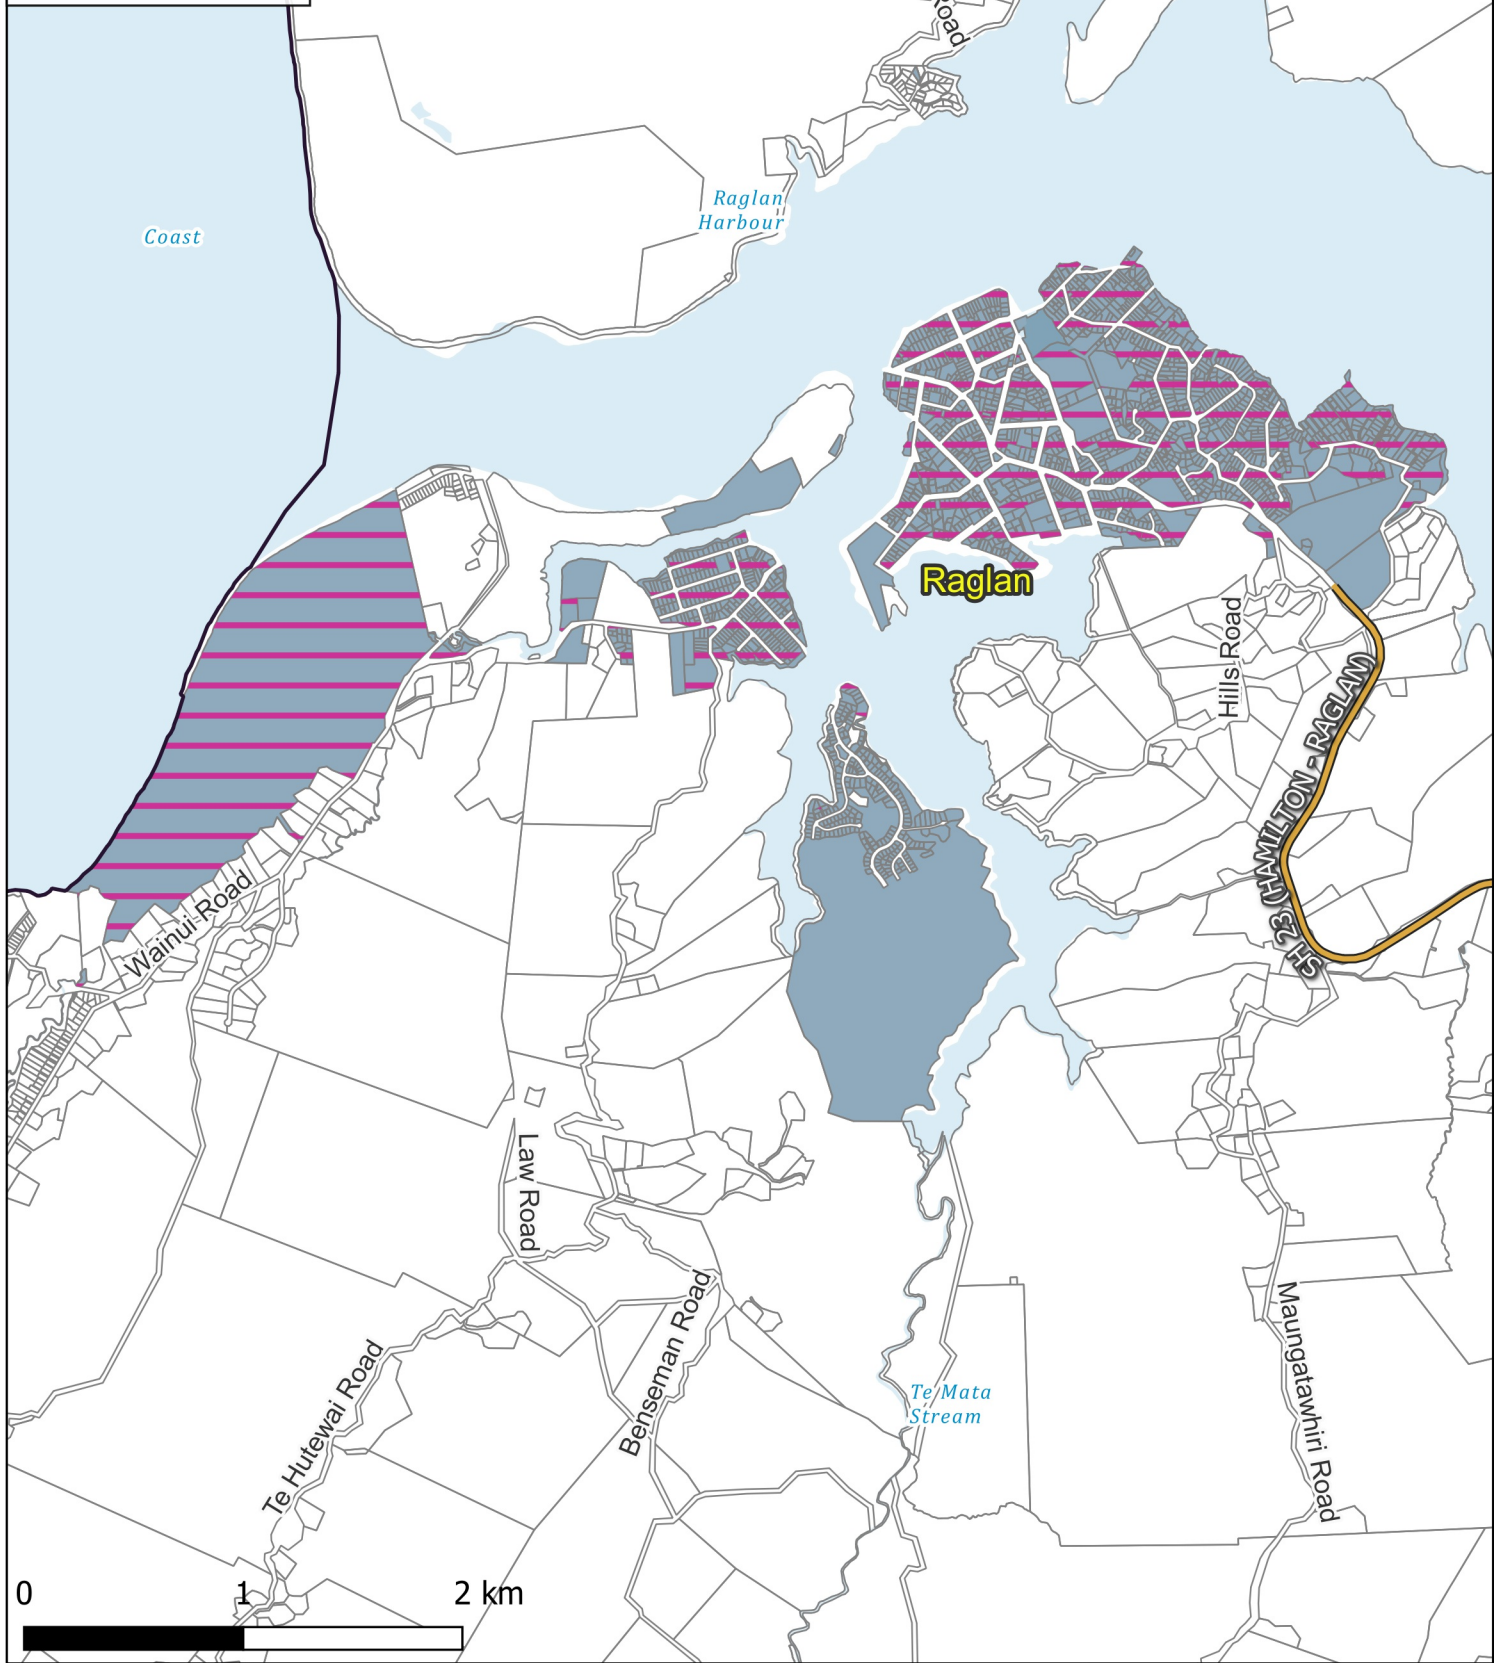 Road
Raglan
Harbour
Coast
Raglan
Hills Road
SH 23 (HAMILTON - RAGLAN)
Wainui Road
Law Road
Benseman Road
Te Hutewai Road
Maungatawhiri Road
Te Mata
Stream
0 1 2 km